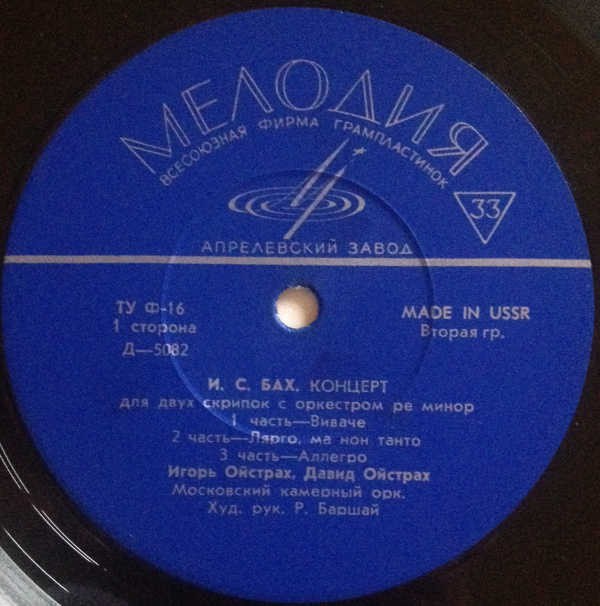 МЕЛОДИЯ
ВСЕСОЮЗНАЯ ФИРМА ГРАМПЛАСТИНОК
33
АПРЕЛЕВСКИЙ ЗАВОД
ТУ Ф-16
1 сторона
Д—5082
MADE IN USSR
Вторая гр.
И. С. БАХ. КОНЦЕРТ
для двух скрипок с оркестром ре минор
1 часть—Виваче
2 часть—Лярго, ма нон танто
3 часть—Аллегро
Игорь Ойстрах, Давид Ойстрах
Московский камерный орк.
Худ. рук. Р. Баршай